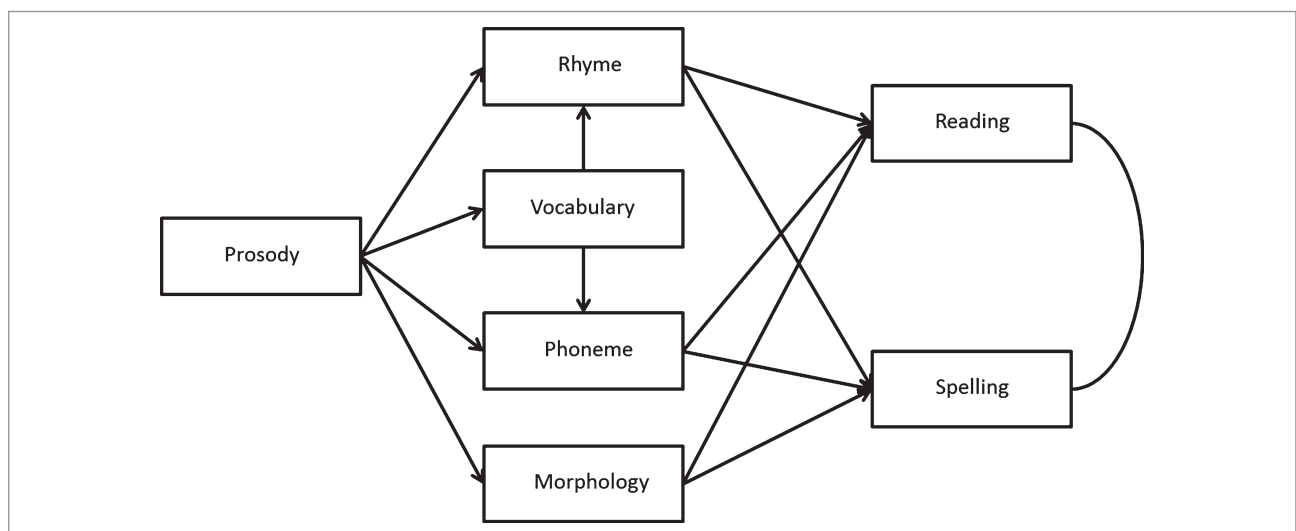 Rhyme
Reading
Vocabulary
Prosody
Phoneme
Spelling
Morphology